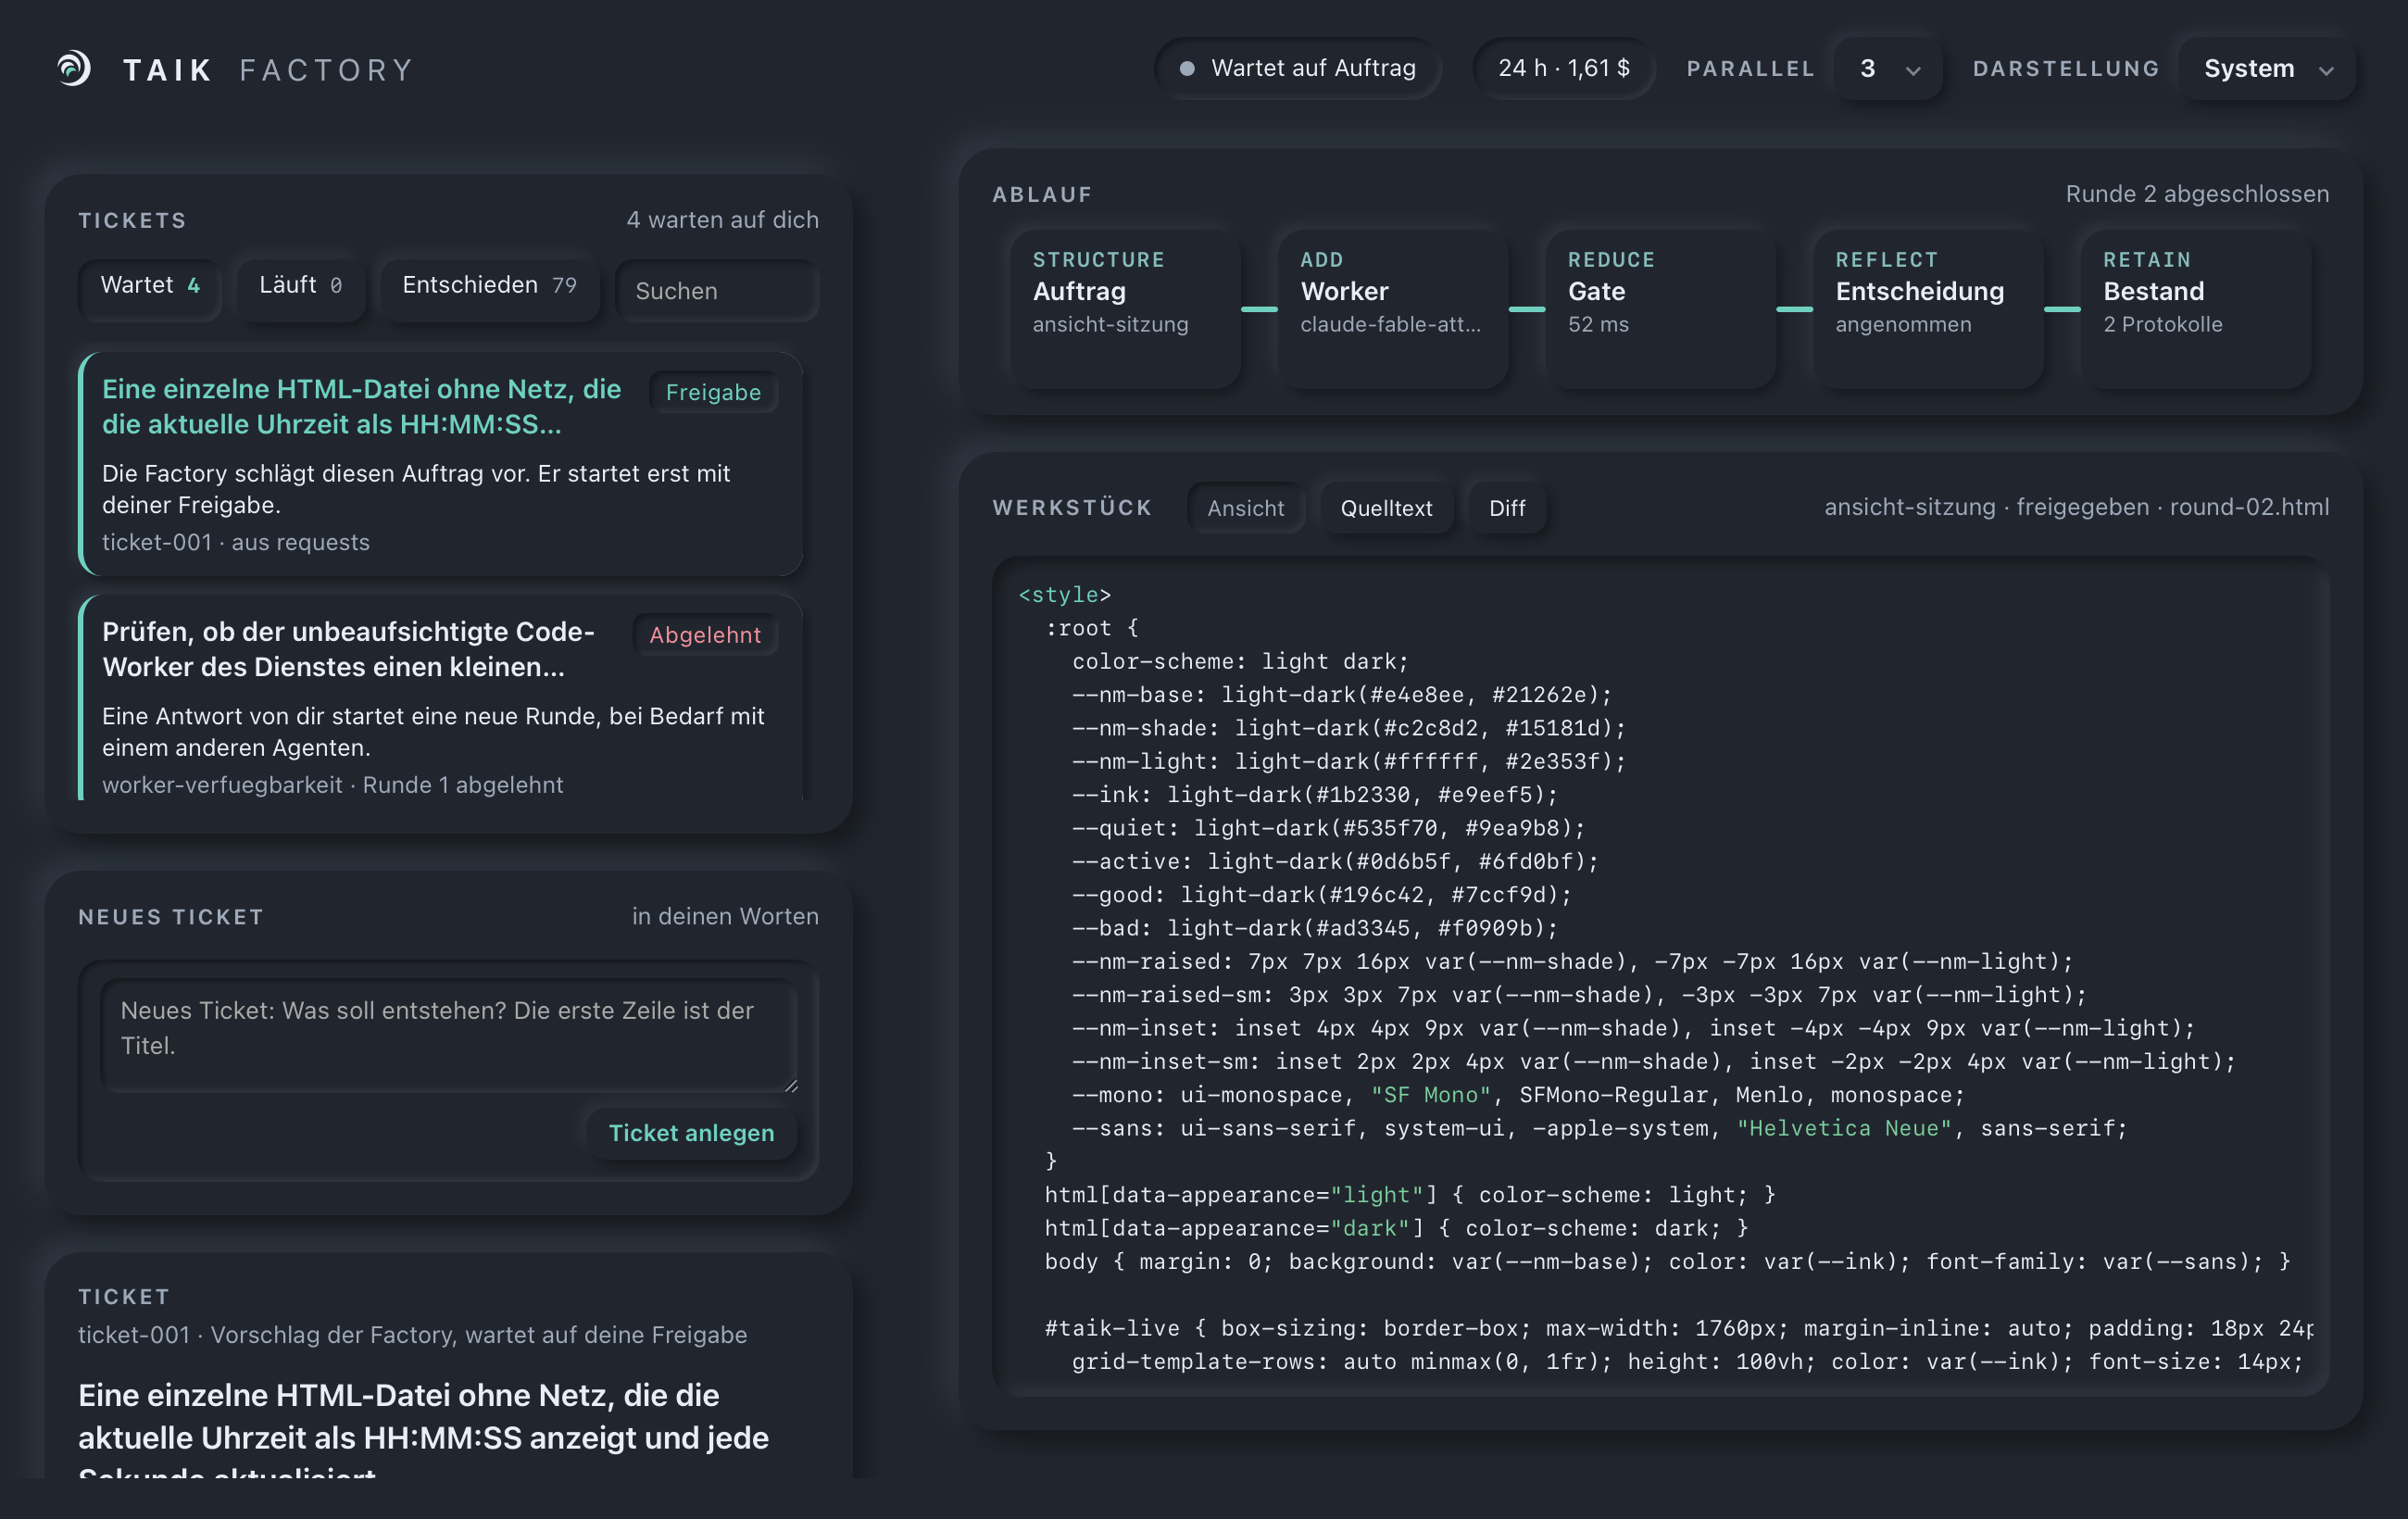 TAIK FACTORY
Wartet auf Auftrag
24 h · 1,61 $
PARALLEL
3
DARSTELLUNG
System
TICKETS
4 warten auf dich
Wartet 4
Läuft 0
Entschieden 79
Suchen
Eine einzelne HTML-Datei ohne Netz, die
die aktuelle Uhrzeit als HH:MM:SS...
Freigabe
Die Factory schlägt diesen Auftrag vor. Er startet erst mit
deiner Freigabe.
ticket-001 · aus requests
Prüfen, ob der unbeaufsichtigte Code-
Worker des Dienstes einen kleinen...
Abgelehnt
Eine Antwort von dir startet eine neue Runde, bei Bedarf mit
einem anderen Agenten.
worker-verfuegbarkeit · Runde 1 abgelehnt
NEUES TICKET
in deinen Worten
Neues Ticket: Was soll entstehen? Die erste Zeile ist der
Titel.
Ticket anlegen
TICKET
ticket-001 · Vorschlag der Factory, wartet auf deine Freigabe
Eine einzelne HTML-Datei ohne Netz, die die
aktuelle Uhrzeit als HH:MM:SS anzeigt und jede
Sekunde aktualisiert
ABLAUF
Runde 2 abgeschlossen
STRUCTURE
Auftrag
ansicht-sitzung
ADD
Worker
claude-fable-att...
REDUCE
Gate
52 ms
REFLECT
Entscheidung
angenommen
RETAIN
Bestand
2 Protokolle
WERKSTÜCK
Ansicht
Quelltext
Diff
ansicht-sitzung · freigegeben · round-02.html
<style>
  :root {
    color-scheme: light dark;
    --nm-base: light-dark(#e4e8ee, #21262e);
    --nm-shade: light-dark(#c2c8d2, #15181d);
    --nm-light: light-dark(#ffffff, #2e353f);
    --ink: light-dark(#1b2330, #e9eef5);
    --quiet: light-dark(#535f70, #9ea9b8);
    --active: light-dark(#0d6b5f, #6fd0bf);
    --good: light-dark(#196c42, #7ccf9d);
    --bad: light-dark(#ad3345, #f0909b);
    --nm-raised: 7px 7px 16px var(--nm-shade), -7px -7px 16px var(--nm-light);
    --nm-raised-sm: 3px 3px 7px var(--nm-shade), -3px -3px 7px var(--nm-light);
    --nm-inset: inset 4px 4px 9px var(--nm-shade), inset -4px -4px 9px var(--nm-light);
    --nm-inset-sm: inset 2px 2px 4px var(--nm-shade), inset -2px -2px 4px var(--nm-light);
    --mono: ui-monospace, "SF Mono", SFMono-Regular, Menlo, monospace;
    --sans: ui-sans-serif, system-ui, -apple-system, "Helvetica Neue", sans-serif;
  }
  html[data-appearance="light"] { color-scheme: light; }
  html[data-appearance="dark"] { color-scheme: dark; }
  body { margin: 0; background: var(--nm-base); color: var(--ink); font-family: var(--sans); }
  #taik-live { box-sizing: border-box; max-width: 1760px; margin-inline: auto; padding: 18px 24p
    grid-template-rows: auto minmax(0, 1fr); height: 100vh; color: var(--ink); font-size: 14px;